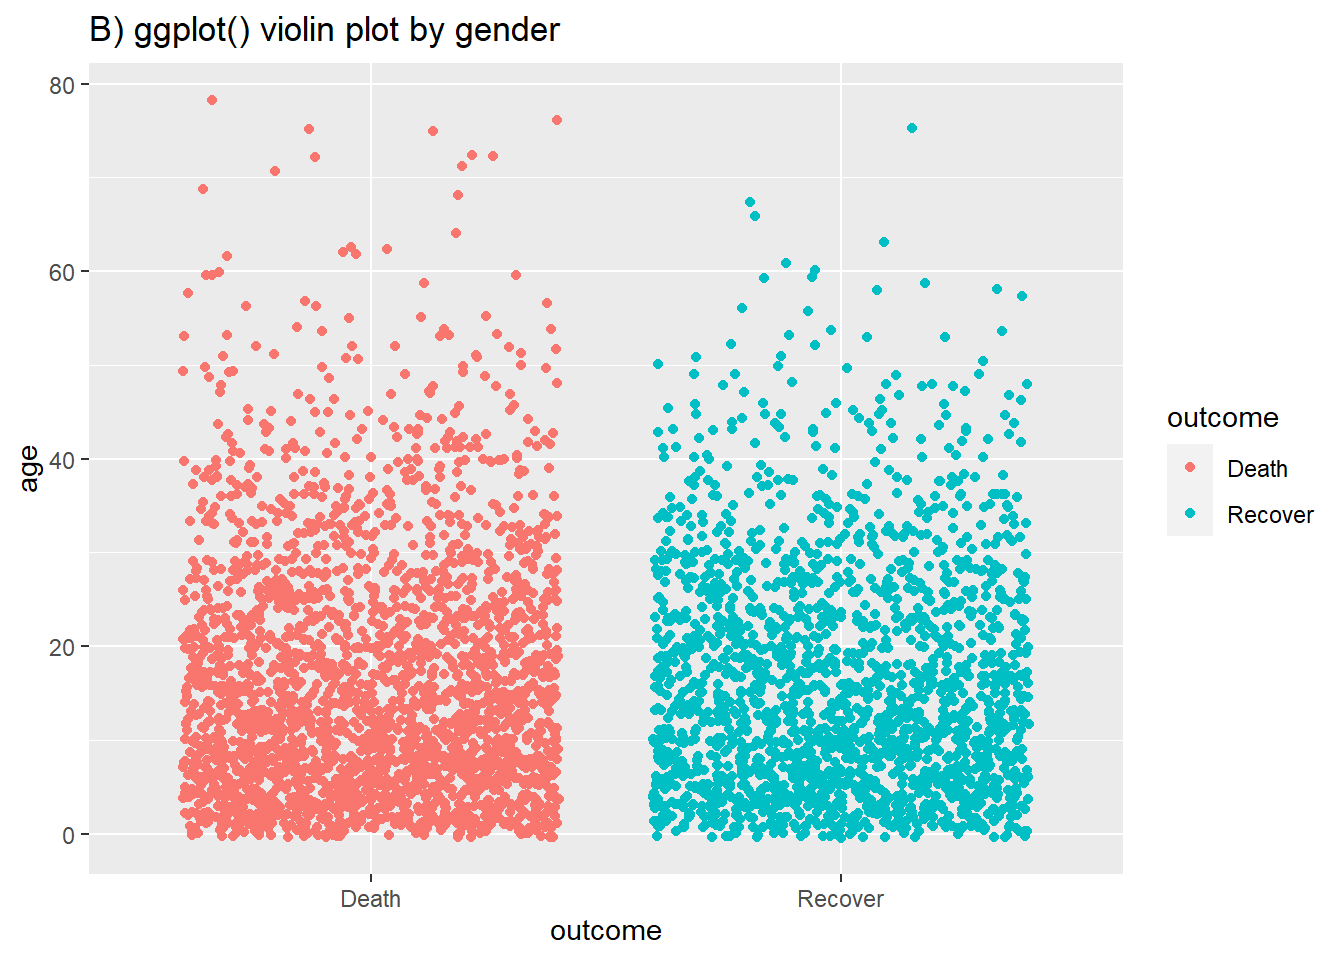 B) ggplot() violin plot by gender
80
60
40
20
0
age
Death
Recover
outcome
outcome
Death
Recover